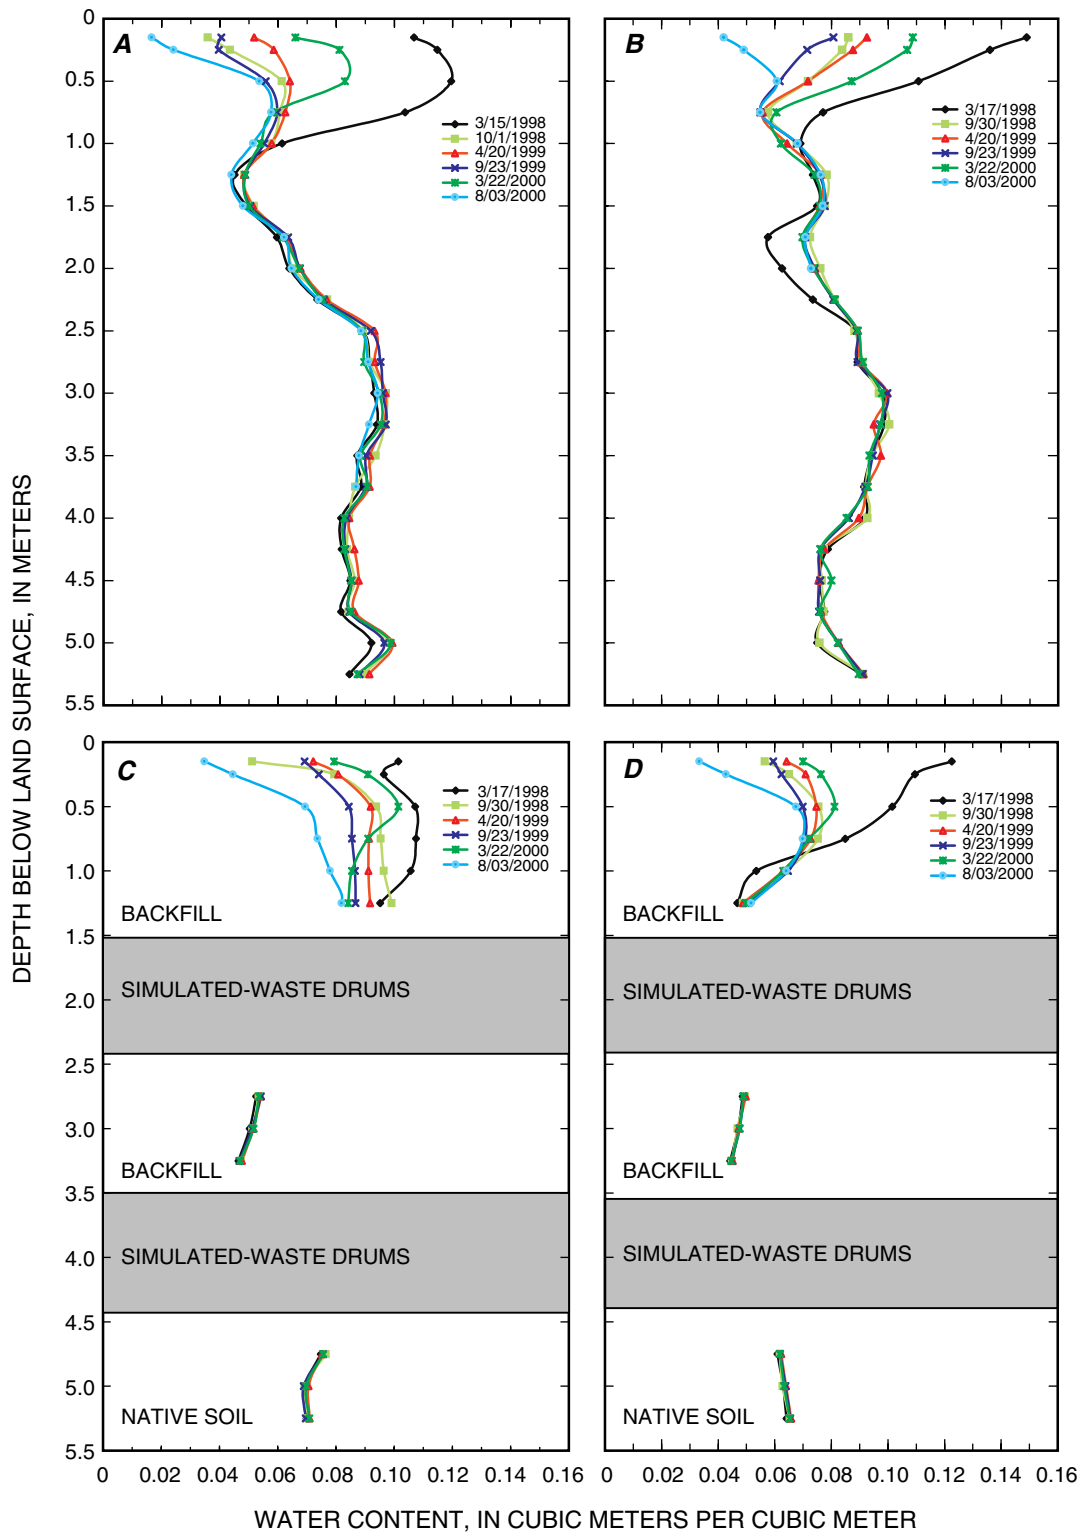 DEPTH BELOW LAND SURFACE, IN METERS
0
0.5
1.0
1.5
2.0
2.5
3.0
3.5
4.0
4.5
5.0
5.5
A
3/15/1998
10/1/1998
4/20/1999
9/23/1999
3/22/2000
8/03/2000
B
3/17/1998
9/30/1998
4/20/1999
9/23/1999
3/22/2000
8/03/2000
0
0.5
1.0
1.5
2.0
2.5
3.0
3.5
4.0
4.5
5.0
5.5
C
3/17/1998
9/30/1998
4/20/1999
9/23/1999
3/22/2000
8/03/2000
BACKFILL
SIMULATED-WASTE DRUMS
BACKFILL
SIMULATED-WASTE DRUMS
NATIVE SOIL
D
3/17/1998
9/30/1998
4/20/1999
9/23/1999
3/22/2000
8/03/2000
BACKFILL
SIMULATED-WASTE DRUMS
BACKFILL
SIMULATED-WASTE DRUMS
NATIVE SOIL
0 0.02 0.04 0.06 0.08 0.10 0.12 0.14 0.16
0 0.02 0.04 0.06 0.08 0.10 0.12 0.14 0.16
WATER CONTENT, IN CUBIC METERS PER CUBIC METER